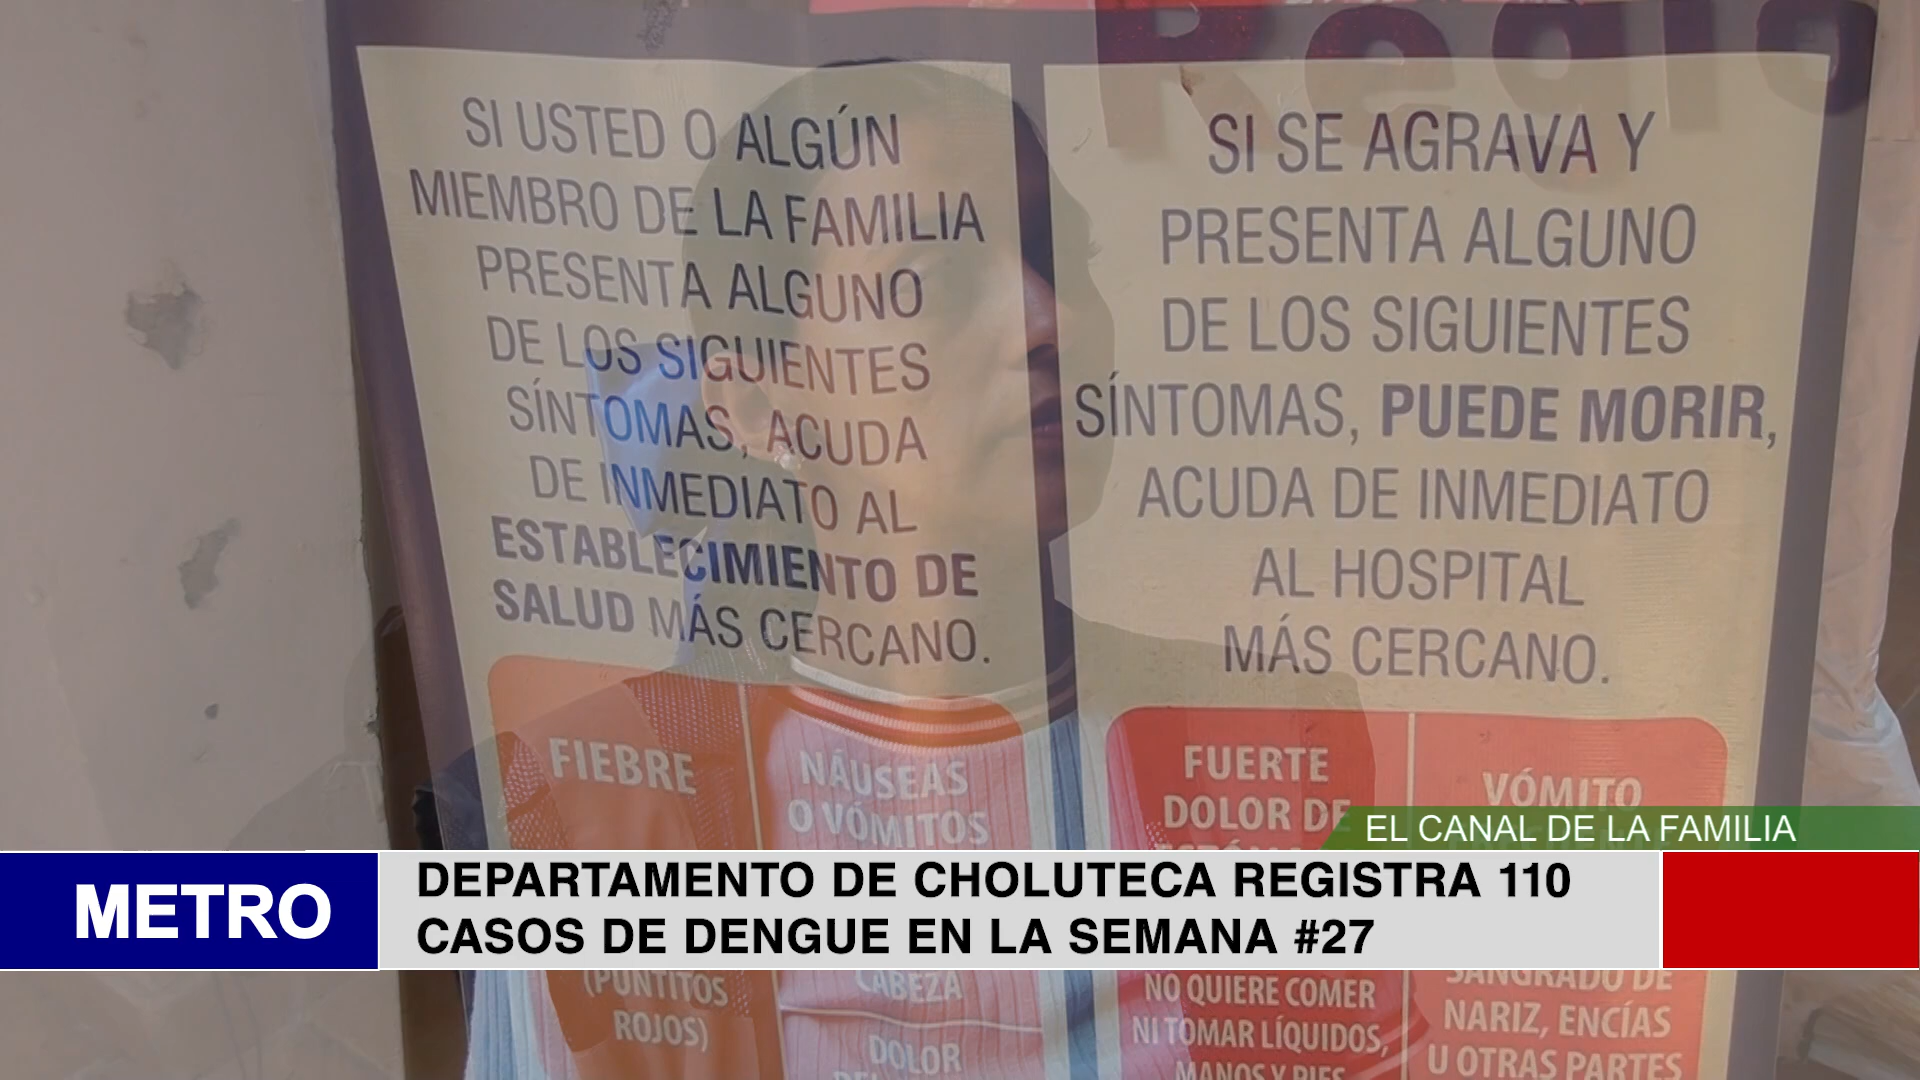 SI USTED O ALGÚN
MIEMBRO DE LA FAMILIA
PRESENTA ALGUNO
DE LOS SIGUIENTES
SÍNTOMAS, ACUDA
DE INMEDIATO AL
ESTABLECIMIENTO DE
SALUD MÁS CERCANO.
FIEBRE
NÁUSEAS
O VÓMITOS
(PUNTITOS
ROJOS)
CABEZA
DOLOR
SI SE AGRAVA Y
PRESENTA ALGUNO
DE LOS SIGUIENTES
SÍNTOMAS, PUEDE MORIR,
ACUDA DE INMEDIATO
AL HOSPITAL
MÁS CERCANO.
FUERTE
DOLOR DE
VÓMITO
NO QUIERE COMER
NI TOMAR LÍQUIDOS,
MANOS Y PIES
SANGRADO DE
NARIZ, ENCÍAS
U OTRAS PARTES
EL CANAL DE LA FAMILIA
METRO
DEPARTAMENTO DE CHOLUTECA REGISTRA 110
CASOS DE DENGUE EN LA SEMANA #27